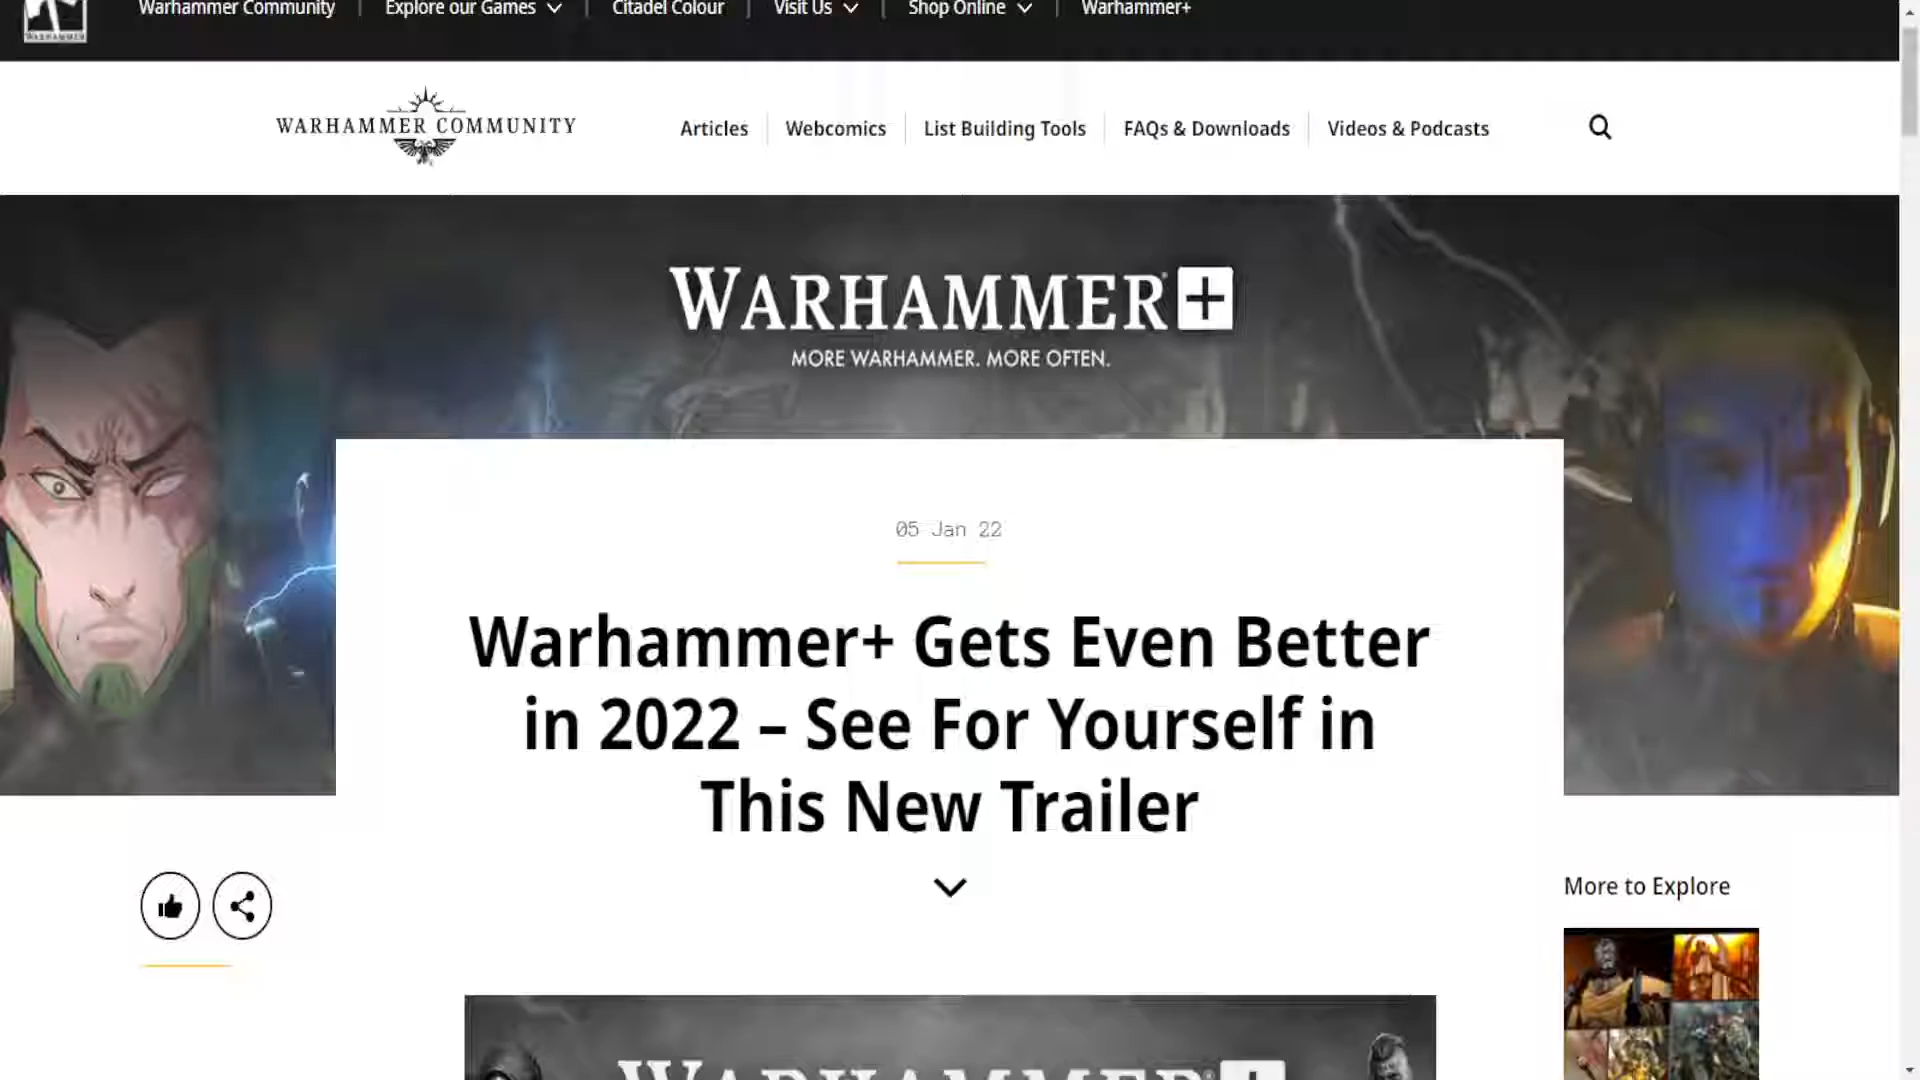 Warhammer Community
Explore our Games
Citadel Colour
Visit Us
Shop Online
Warhammer+
WARHAMMER
WARHAMMER COMMUNITY
Articles
Webcomics
List Building Tools
FAQs & Downloads
Videos & Podcasts
WARHAMMER+
MORE WARHAMMER. MORE OFTEN.
05 Jan 22
Warhammer+ Gets Even Better
in 2022 – See For Yourself in
This New Trailer
More to Explore
WARHAMMER+